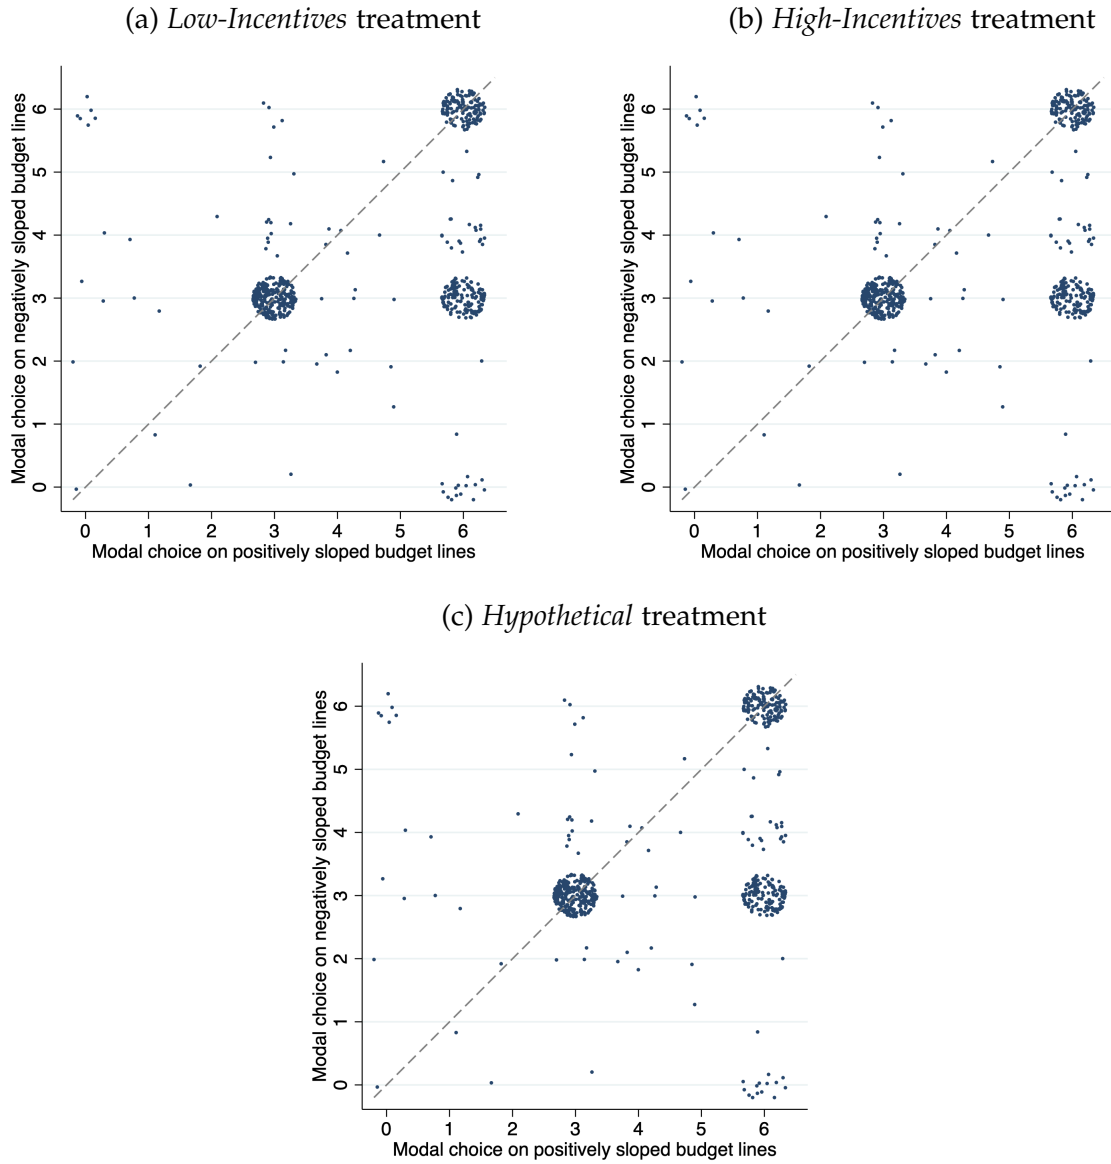 (a) Low-Incentives treatment
Modal choice on negatively sloped budget lines
6
5
4
3
2
1
0
0 1 2 3 4 5 6
Modal choice on positively sloped budget lines
(b) High-Incentives treatment
Modal choice on negatively sloped budget lines
6
5
4
3
2
1
0
0 1 2 3 4 5 6
Modal choice on positively sloped budget lines
(c) Hypothetical treatment
Modal choice on negatively sloped budget lines
6
5
4
3
2
1
0
0 1 2 3 4 5 6
Modal choice on positively sloped budget lines